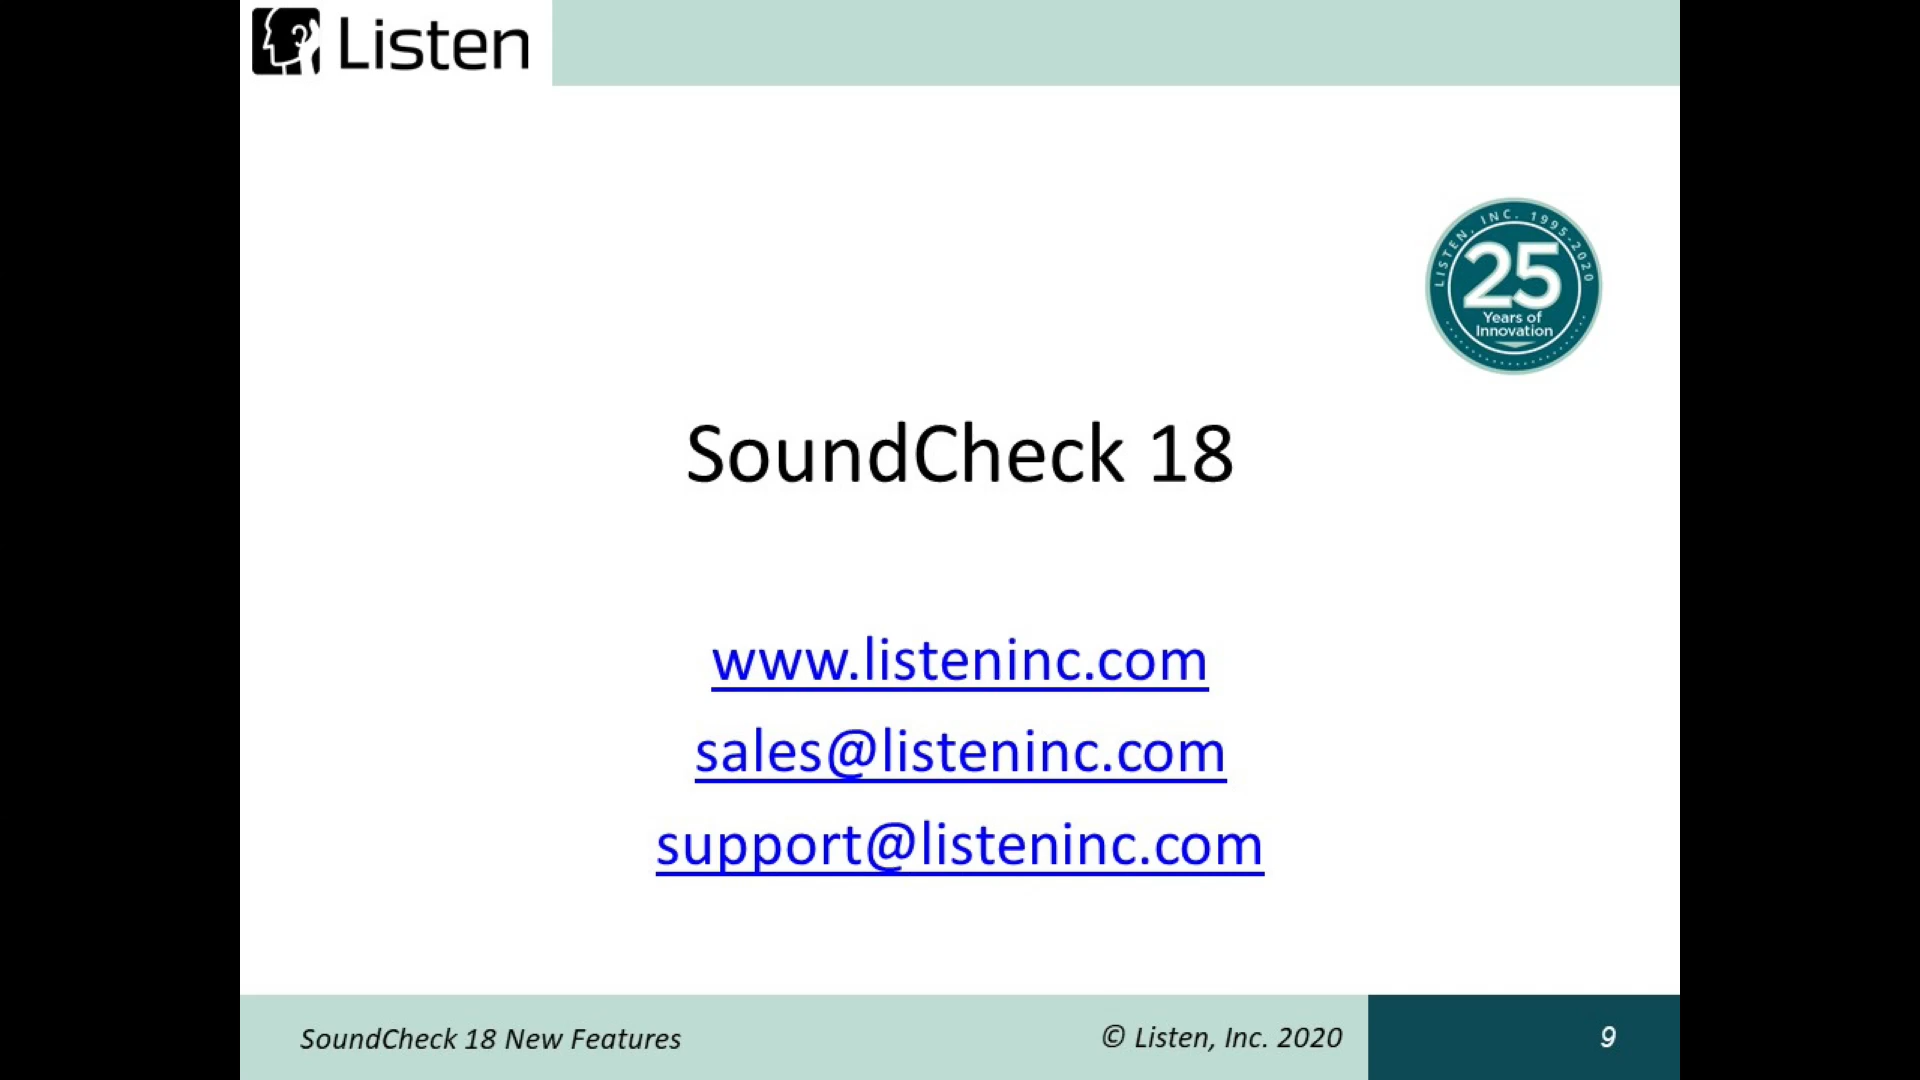 Listen
LISTEN, INC. 1995-2020
25
Years of
Innovation
SoundCheck 18
www.listeninc.com
sales@listeninc.com
support@listeninc.com
SoundCheck 18 New Features
© Listen, Inc. 2020
9